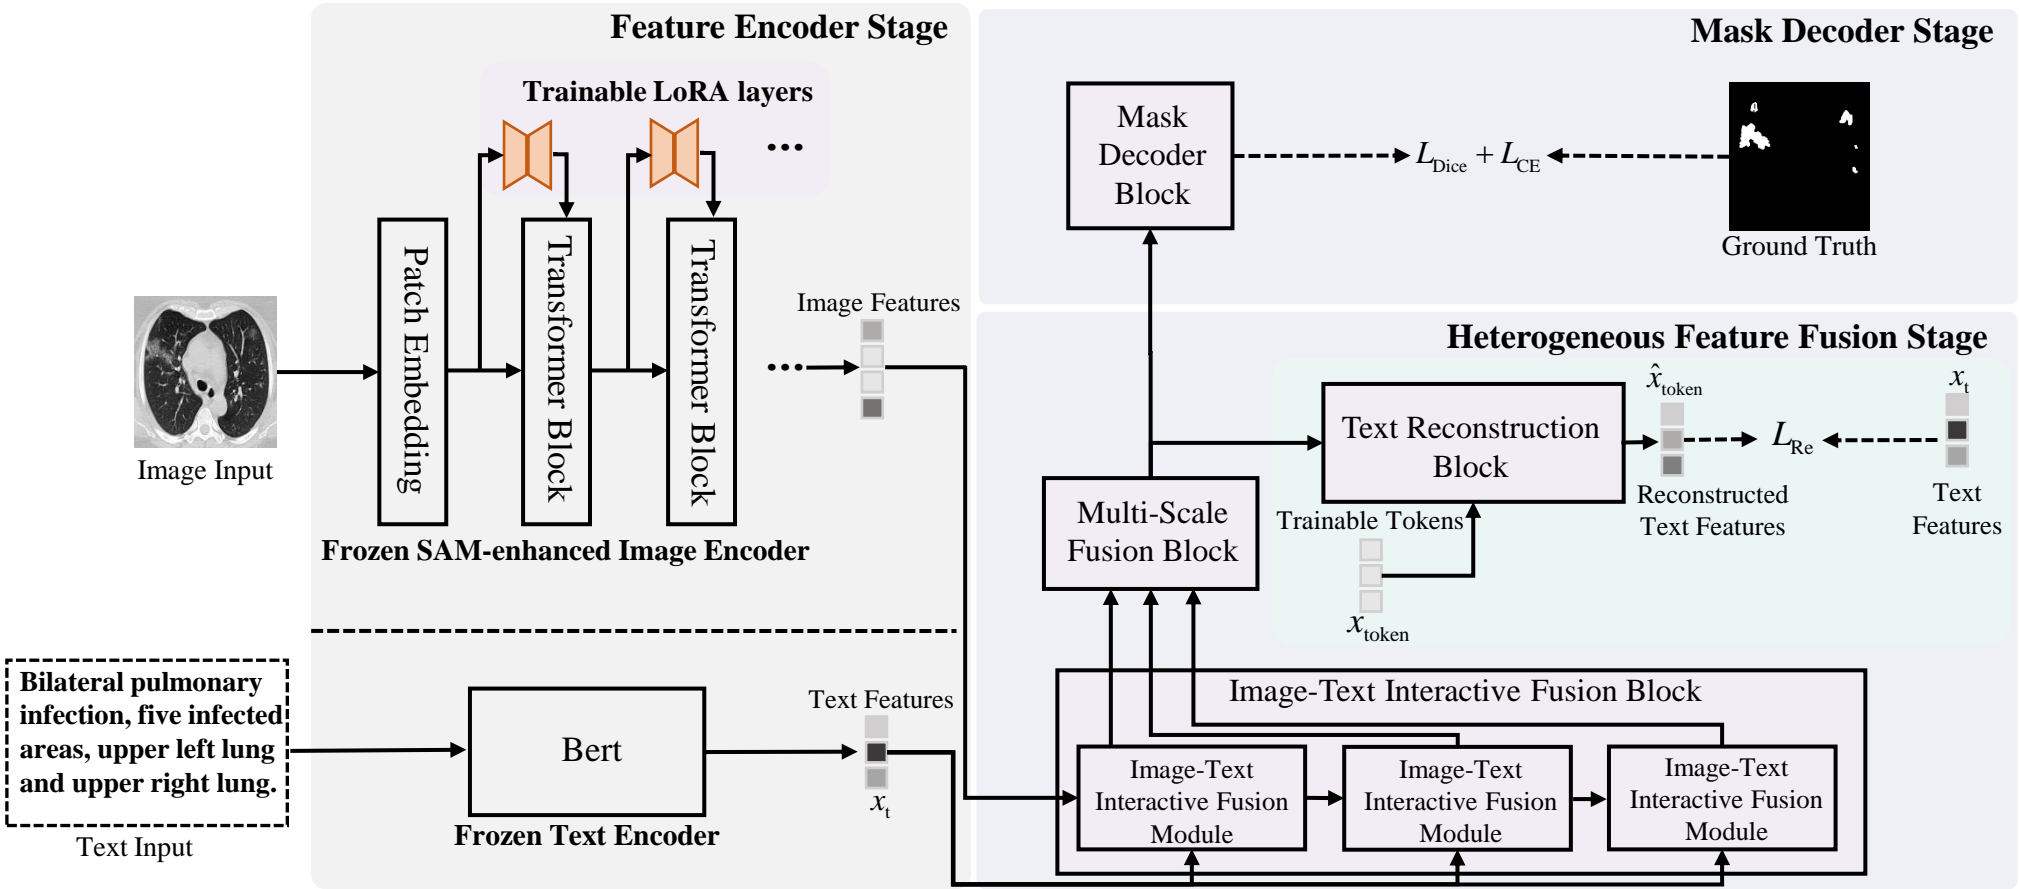 Feature Encoder Stage
Trainable LoRA layers
...
Patch Embedding
Transformer Block
Transformer Block
...
Image Features
Image Input
Frozen SAM-enhanced Image Encoder
Bilateral pulmonary
infection, five infected
areas, upper left lung
and upper right lung.
Text Input
Bert
Frozen Text Encoder
Text Features
x_t
Mask Decoder Stage
Mask
Decoder
Block
L_Dice + L_CE
Ground Truth
Heterogeneous Feature Fusion Stage
Text Reconstruction
Block
x̂_token
L_Re
x_t
Reconstructed
Text Features
Text
Features
Trainable Tokens
x_token
Multi-Scale
Fusion Block
Image-Text Interactive Fusion Block
Image-Text
Interactive Fusion
Module
Image-Text
Interactive Fusion
Module
Image-Text
Interactive Fusion
Module